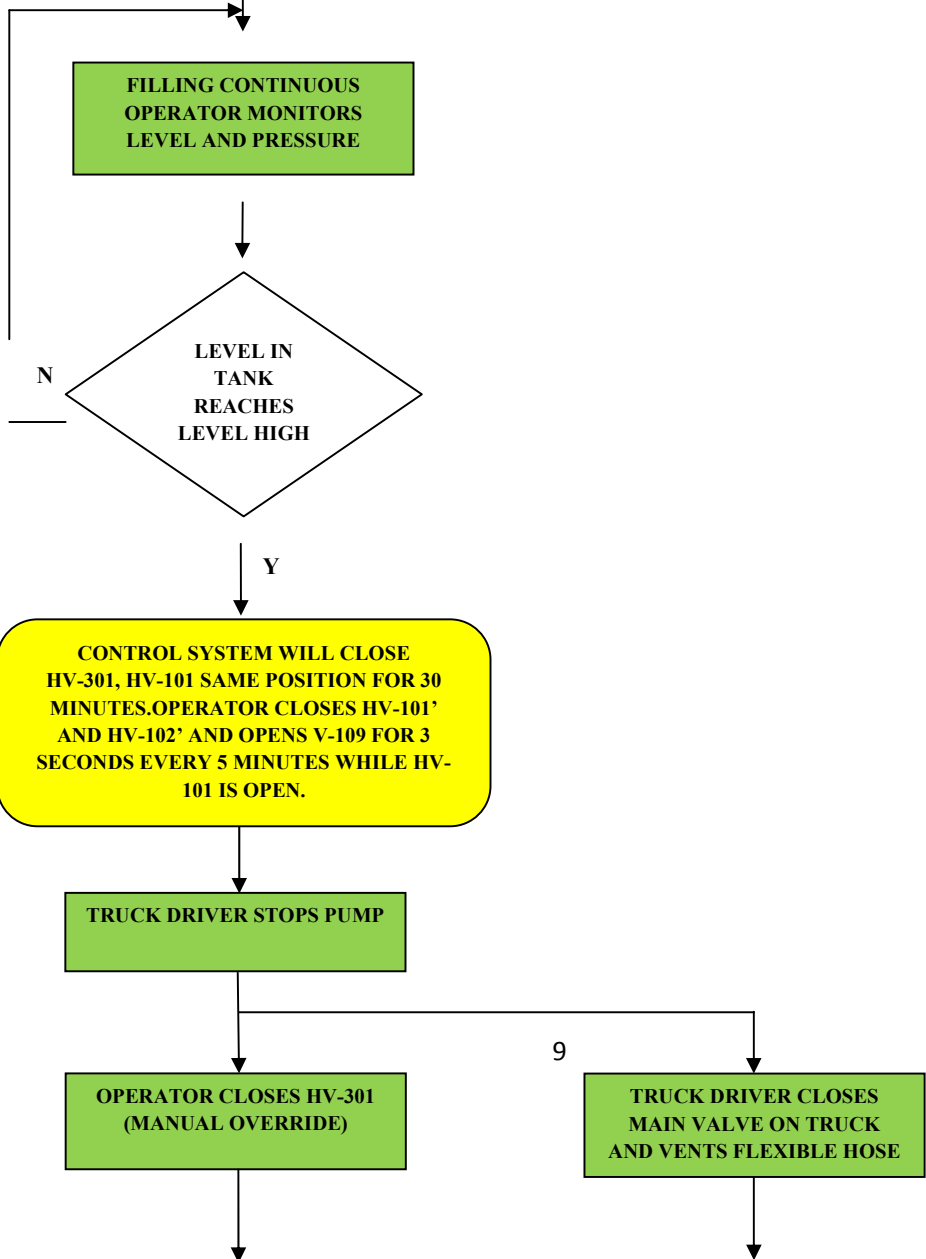 FILLING CONTINUOUS
OPERATOR MONITORS
LEVEL AND PRESSURE
LEVEL IN
TANK
REACHES
LEVEL HIGH
N
Y
CONTROL SYSTEM WILL CLOSE
HV-301, HV-101 SAME POSITION FOR 30
MINUTES.OPERATOR CLOSES HV-101’
AND HV-102’ AND OPENS V-109 FOR 3
SECONDS EVERY 5 MINUTES WHILE HV-
101 IS OPEN.
TRUCK DRIVER STOPS PUMP
9
OPERATOR CLOSES HV-301
(MANUAL OVERRIDE)
TRUCK DRIVER CLOSES
MAIN VALVE ON TRUCK
AND VENTS FLEXIBLE HOSE